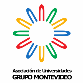 Asociación de Universidades
GRUPO MONTEVIDEO